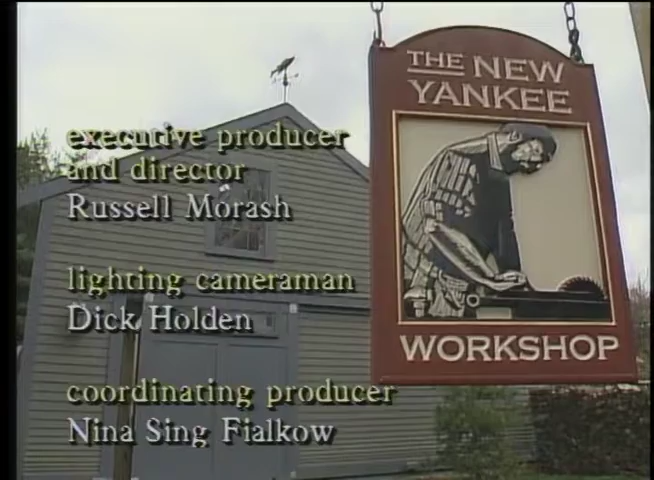 executive producer
and director
Russell Morash
lighting cameraman
Dick Holden
coordinating producer
Nina Sing Fialkow
THE NEW
YANKEE
WORKSHOP